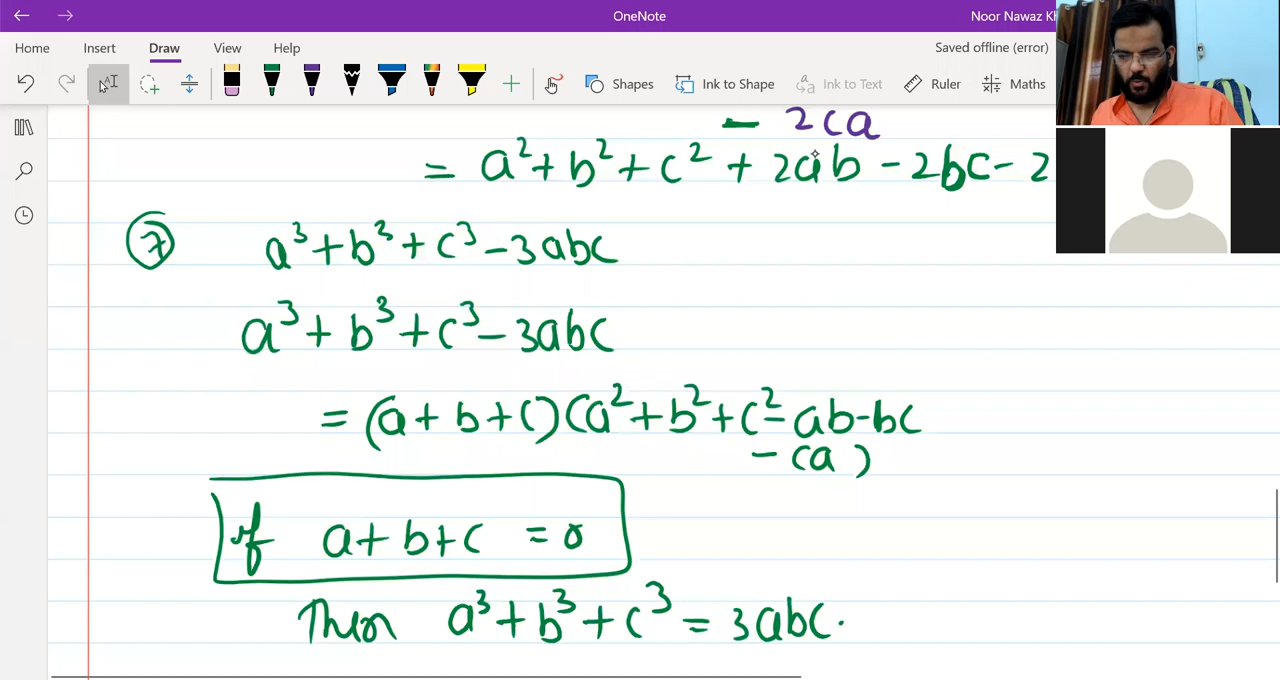 OneNote
Noor Nawaz Kh
Home Insert Draw View Help
Saved offline (error)
Shapes Ink to Shape Ink to Text Ruler Maths
- 2ca
= a² + b² + c² + 2ab - 2bc - 2
⑦ a³ + b³ + c³ - 3abc
a³ + b³ + c³ - 3abc
= (a + b + c)(a² + b² + c² - ab - bc
- ca)
if a + b + c = 0
Then a³ + b³ + c³ = 3abc.